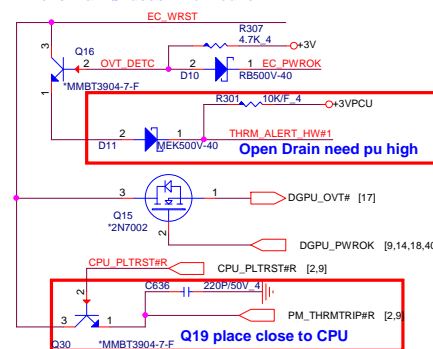 EC_WRST
R307
4.7K_4
+3V
3
Q16
2
OVT_DETC
2
1
EC_PWROK
D10
RB500V-40
*MMBT3904-7-F
1
R301
10K/F_4
+3VPCU
2
1
THRM_ALERT_HW#1
D11
MEK500V-40
Open Drain need pu high
3
1
DGPU_OVT# [17]
Q15
*2N7002
2
DGPU_PWROK [9,14,18,40
CPU_PLTRST#R
CPU_PLTRST#R [2,9]
2
C636
220P/50V_4
3
1
PM_THRMTRIP#R [2,9]
Q19 place close to CPU
Q30
*MMBT3904-7-F